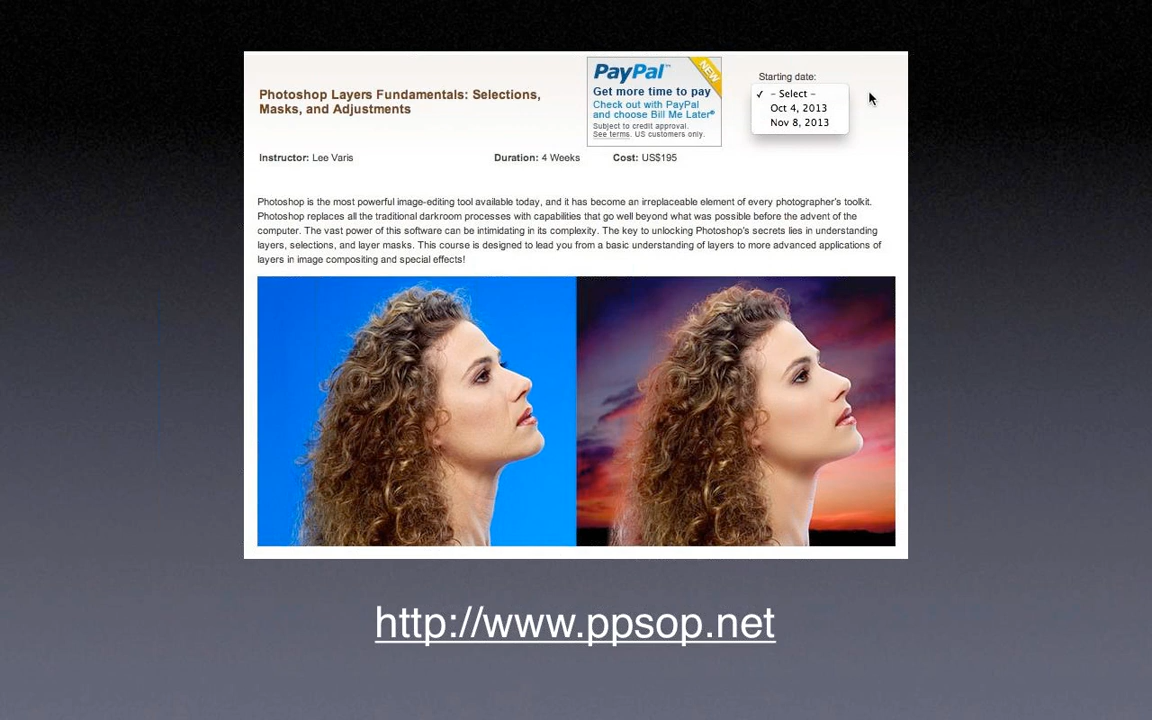 Photoshop Layers Fundamentals: Selections,
Masks, and Adjustments
PayPal™
NEW
Get more time to pay
Check out with PayPal
and choose Bill Me Later®
Subject to credit approval.
See terms. US customers only.
Starting date:
✓ – Select –
Oct 4, 2013
Nov 8, 2013
Instructor: Lee Varis
Duration: 4 Weeks
Cost: US$195
Photoshop is the most powerful image-editing tool available today, and it has become an irreplaceable element of every photographer's toolkit.
Photoshop replaces all the traditional darkroom processes with capabilities that go well beyond what was possible before the advent of the
computer. The vast power of this software can be intimidating in its complexity. The key to unlocking Photoshop's secrets lies in understanding
layers, selections, and layer masks. This course is designed to lead you from a basic understanding of layers to more advanced applications of
layers in image compositing and special effects!
http://www.ppsop.net